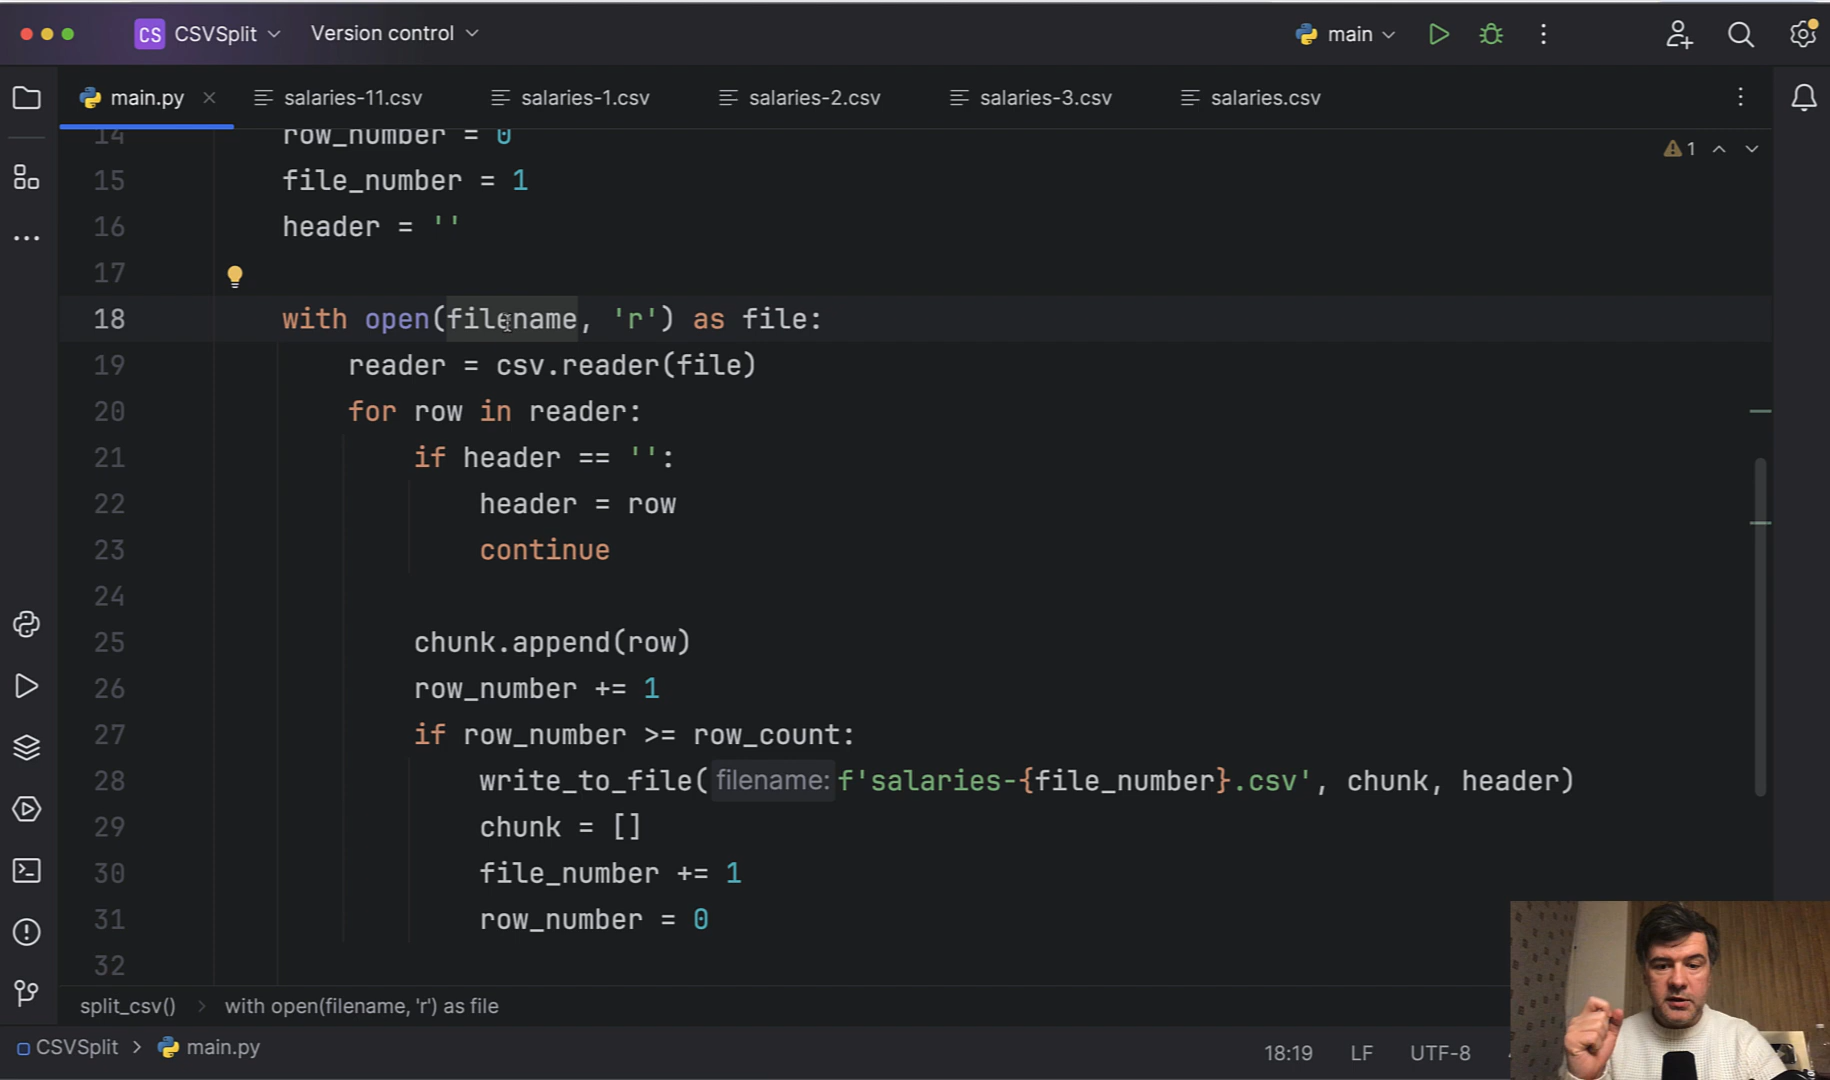 CS CSVSplit Version control main
main.py salaries-11.csv salaries-1.csv salaries-2.csv salaries-3.csv salaries.csv
14 row_number = 0
1
15 file_number = 1
16 header = ''
17
18 with open(filename, 'r') as file:
19 reader = csv.reader(file)
20 for row in reader:
21 if header == '':
22 header = row
23 continue
24
25 chunk.append(row)
26 row_number += 1
27 if row_number >= row_count:
28 write_to_file( filename: f'salaries-{file_number}.csv', chunk, header)
29 chunk = []
30 file_number += 1
31 row_number = 0
32
split_csv() › with open(filename, 'r') as file
CSVSplit › main.py 18:19 LF UTF-8